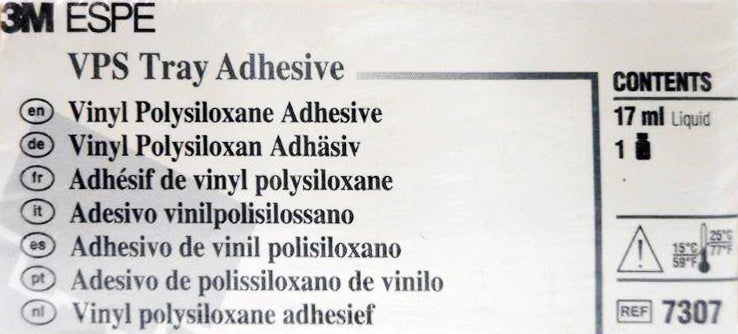 3M ESPE
VPS Tray Adhesive
en Vinyl Polysiloxane Adhesive
de Vinyl Polysiloxan Adhäsiv
fr Adhésif de vinyl polysiloxane
it Adesivo vinilpolisilossano
es Adhesivo de vinil polisiloxano
pt Adesivo de polissiloxano de vinilo
nl Vinyl polysiloxane adhesief
CONTENTS
17 ml Liquid
1
25°C
77°F
15°C
59°F
REF 7307